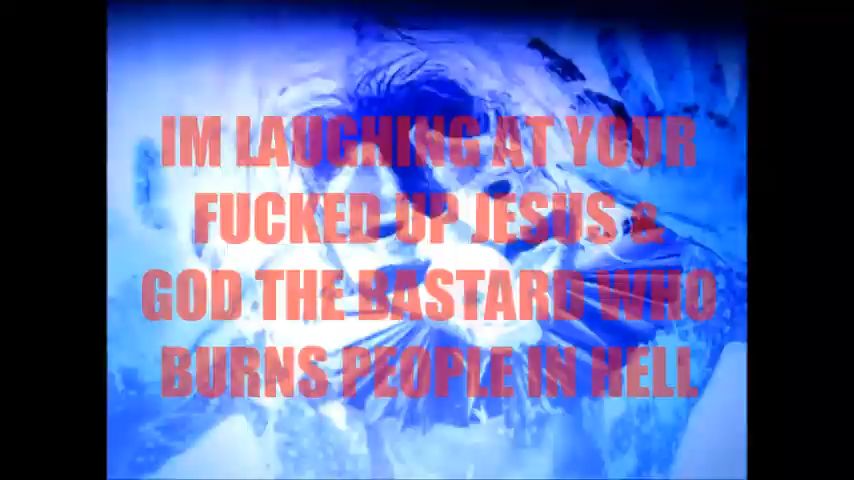 IM LAUGHING AT YOUR
FUCKED UP JESUS &
GOD THE BASTARD WHO
BURNS PEOPLE IN HELL